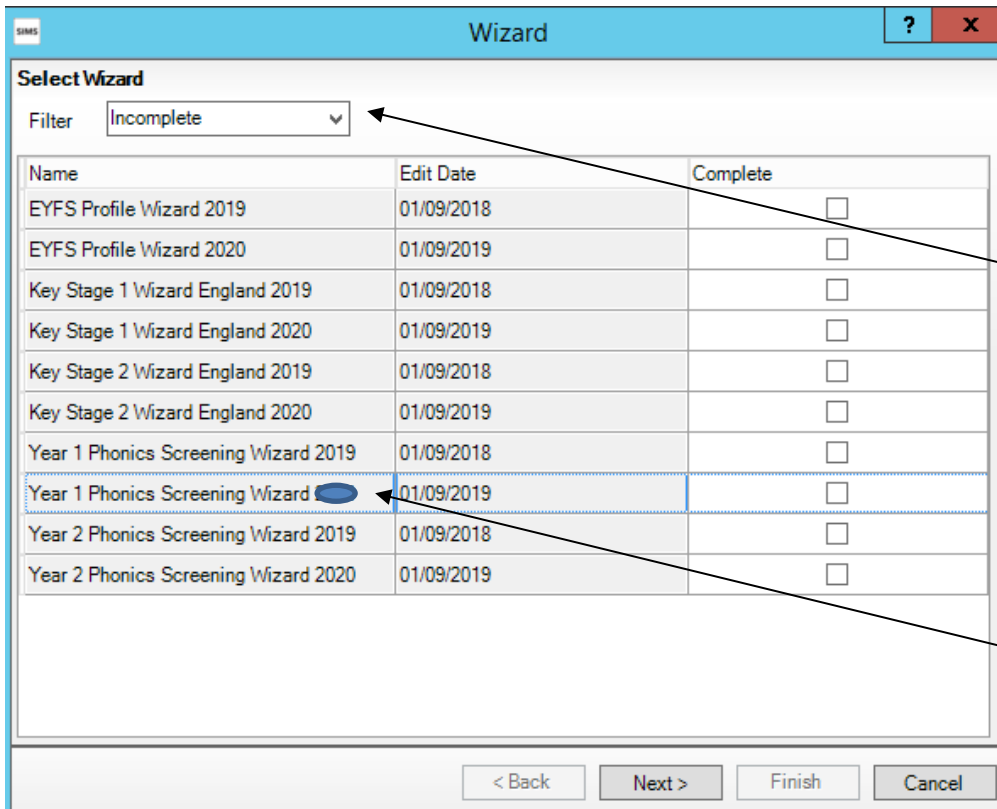 SIMS Wizard ? x
Select Wizard
Filter Incomplete
Name Edit Date Complete
EYFS Profile Wizard 2019 01/09/2018
EYFS Profile Wizard 2020 01/09/2019
Key Stage 1 Wizard England 2019 01/09/2018
Key Stage 1 Wizard England 2020 01/09/2019
Key Stage 2 Wizard England 2019 01/09/2018
Key Stage 2 Wizard England 2020 01/09/2019
Year 1 Phonics Screening Wizard 2019 01/09/2018
Year 1 Phonics Screening Wizard 01/09/2019
Year 2 Phonics Screening Wizard 2019 01/09/2018
Year 2 Phonics Screening Wizard 2020 01/09/2019
< Back Next > Finish Cancel